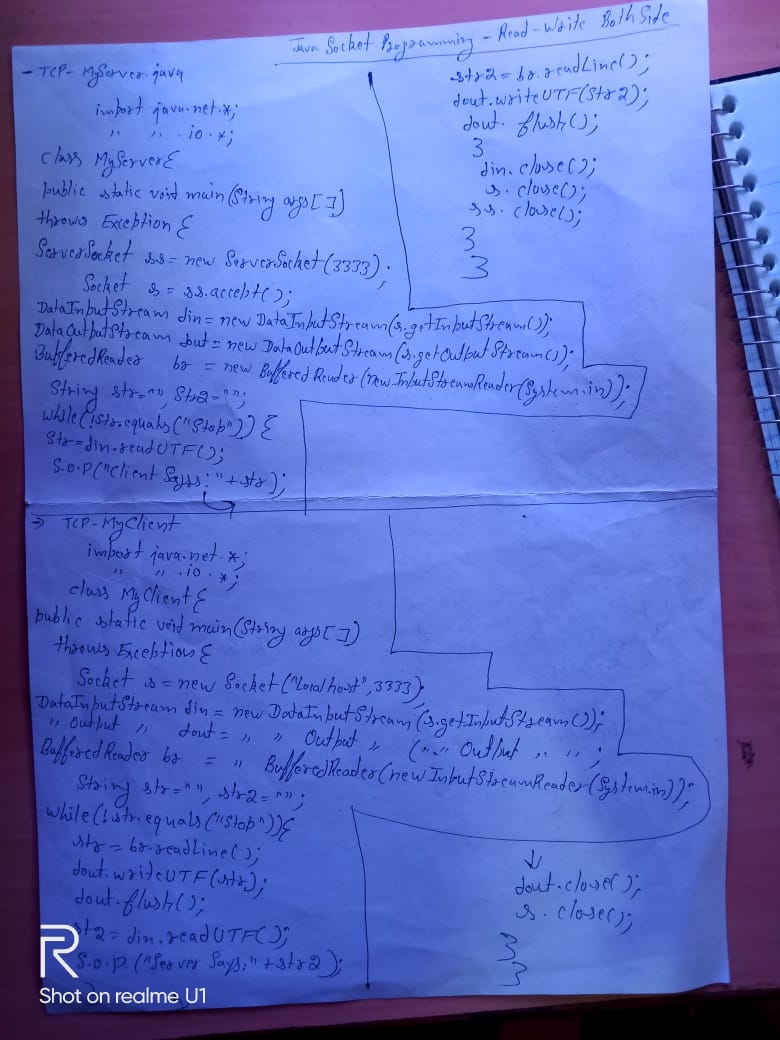 Java Socket Programming - Read - Write Both Side
- TCP - MyServer.java
import java.net.*;
" " .io.*;
class MyServer{
public static void main(String args[])
throws Exception {
ServerSocket ss = new ServerSocket(3333);
Socket s = ss.accept();
DataInputStream din = new DataInputStream(s.getInputStream());
DataOutputStream dout = new DataOutputStream(s.getOutputStream());
BufferedReader br = new BufferedReader(new InputStreamReader(System.in));
String str="", Str2="";
while(!str.equals("Stop")) {
Str=din.readUTF();
S.o.p("Client Says:"+str);
str2 = br.readLine();
dout.writeUTF(Str2);
dout. flush();
}
din. close();
s. close();
ss. close();
}
}
→ TCP - MyClient
import java.net.*;
" " .io.*;
class MyClient{
public static void main(String args[])
throws Exception{
Socket s = new Socket("Localhost",3333);
DataInputStream din = new DataInputStream(s.getInputStream());
" Output " dout = " " Output " (" " Output " " ;
BufferedReader br = " BufferedReader(new InputStreamReader(System.in));
String str="", str2="";
while(!str.equals("Stop")){
str = br.readLine();
dout.writeUTF(str);
dout.flush();
st2 = din.readUTF();
S.o.p.("Server Says:"+str2);
}
dout.close();
s. close();
}
}
R
Shot on realme U1